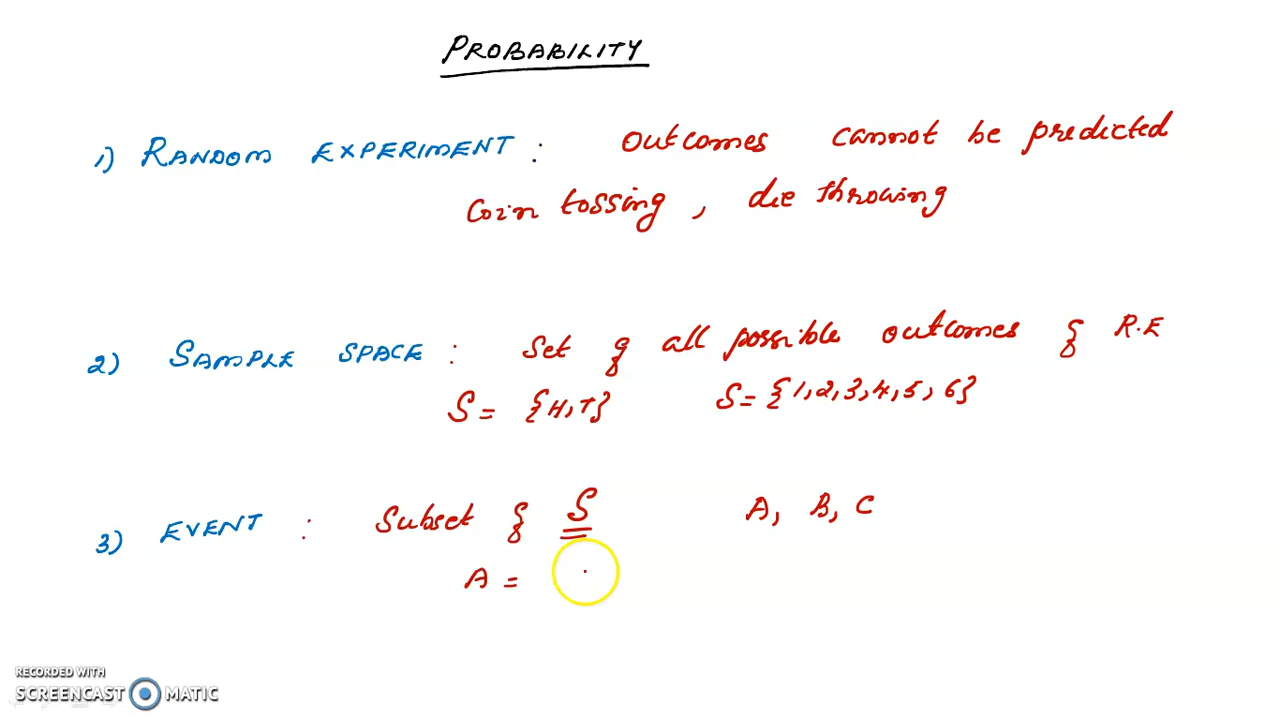 PROBABILITY
1) RANDOM EXPERIMENT : Outcomes cannot be predicted
Coin tossing , die throwing
2) SAMPLE SPACE : Set of all possible outcomes of R.E
S = {H,T} S = {1,2,3,4,5,6}
3) EVENT : Subset of S A, B, C
A =
RECORDED WITH
SCREENCAST MATIC